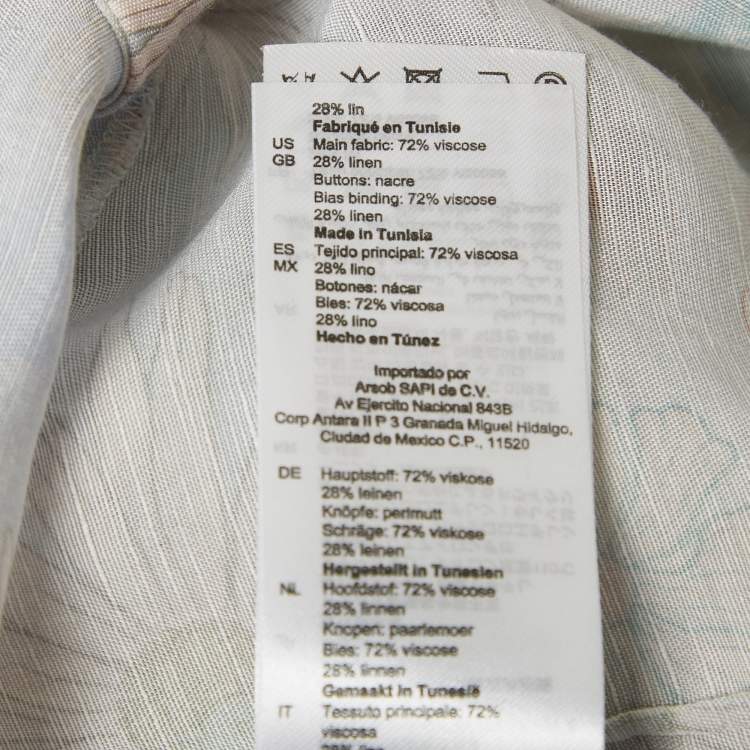 28% lin
Fabriqué en Tunisie
US Main fabric: 72% viscose
GB 28% linen
Buttons: nacre
Bias binding: 72% viscose
28% linen
Made in Tunisia
ES Tejido principal: 72% viscosa
MX 28% lino
Botones: nácar
Bies: 72% viscosa
28% lino
Hecho en Túnez
Importado por
Arsob SAPI de C.V.
Av Ejercito Nacional 843B
Corp Antara II P 3 Granada Miguel Hidalgo,
Ciudad de Mexico C.P., 11520
DE Hauptstoff: 72% viskose
28% leinen
Knöpfe: perlmutt
Schräge: 72% viskose
28% leinen
Hergestellt in Tunesien
NL Hoofdstof: 72% viscose
28% linnen
Knopen: paarlemoer
Bies: 72% viscose
28% linnen
Gemaakt in Tunesië
IT Tessuto principale: 72%
viscosa
28% lino